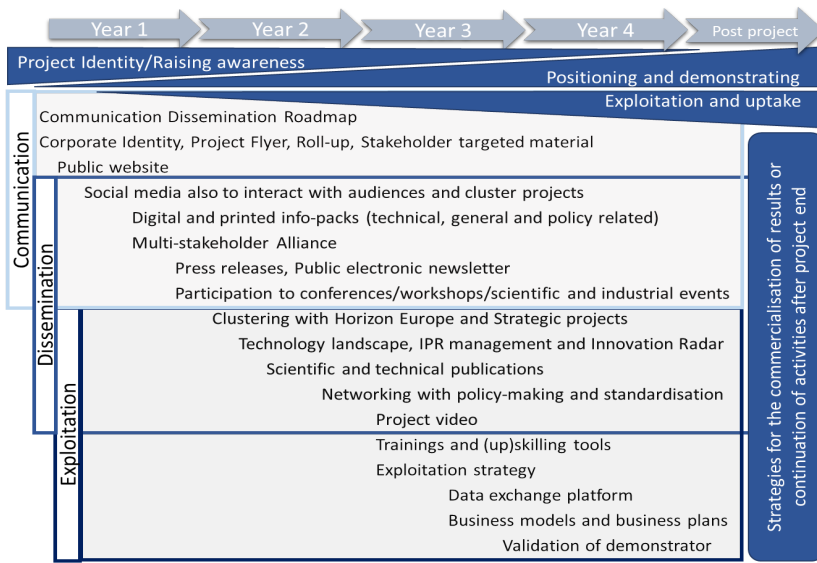 Year 1
Year 2
Year 3
Year 4
Post project
Project Identity/Raising awareness
Positioning and demonstrating
Exploitation and uptake
Communication
Communication Dissemination Roadmap
Corporate Identity, Project Flyer, Roll-up, Stakeholder targeted material
Public website
Dissemination
Social media also to interact with audiences and cluster projects
Digital and printed info-packs (technical, general and policy related)
Multi-stakeholder Alliance
Press releases, Public electronic newsletter
Participation to conferences/workshops/scientific and industrial events
Exploitation
Clustering with Horizon Europe and Strategic projects
Technology landscape, IPR management and Innovation Radar
Scientific and technical publications
Networking with policy-making and standardisation
Project video
Trainings and (up)skilling tools
Exploitation strategy
Data exchange platform
Business models and business plans
Validation of demonstrator
Strategies for the commercialisation of results or
continuation of activities after project end